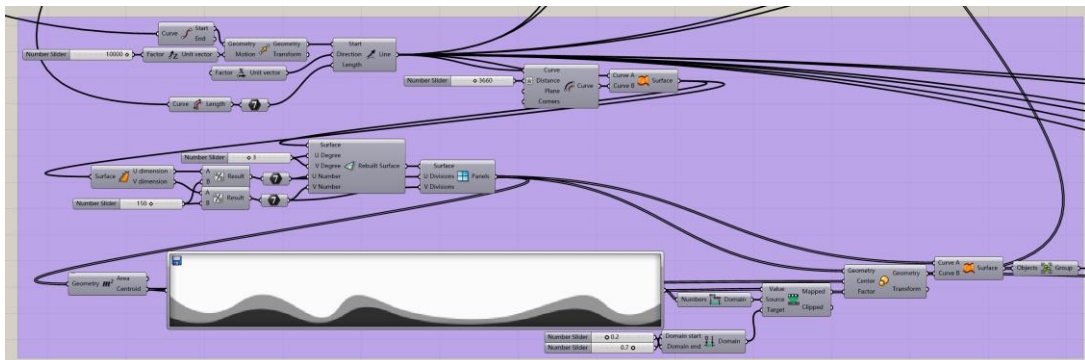 Curve Start
End
Number Slider 10000
Factor Unit vector
Geometry Geometry
Motion Transform
Start
Direction Line
Length
Factor Unit vector
Curve Length 7
Number Slider 3660
Curve
Distance
Plane Curve
Corners
Curve A Surface
Curve B
Number Slider 3
Surface
U Degree
V Degree Rebuilt Surface
U Number
V Number
Surface
U Divisions Panels
V Divisions
Surface U dimension
V dimension
A Result
B
7
A Result
B
7
Number Slider 150
Geometry m² Area
Centroid
Numbers Domain
Value Mapped
Source
Target Clipped
Number Slider 0.2
Number Slider 0.7
Domain start Domain
Domain end
Geometry Geometry
Center
Factor Transform
Curve A Surface
Curve B
Objects Group